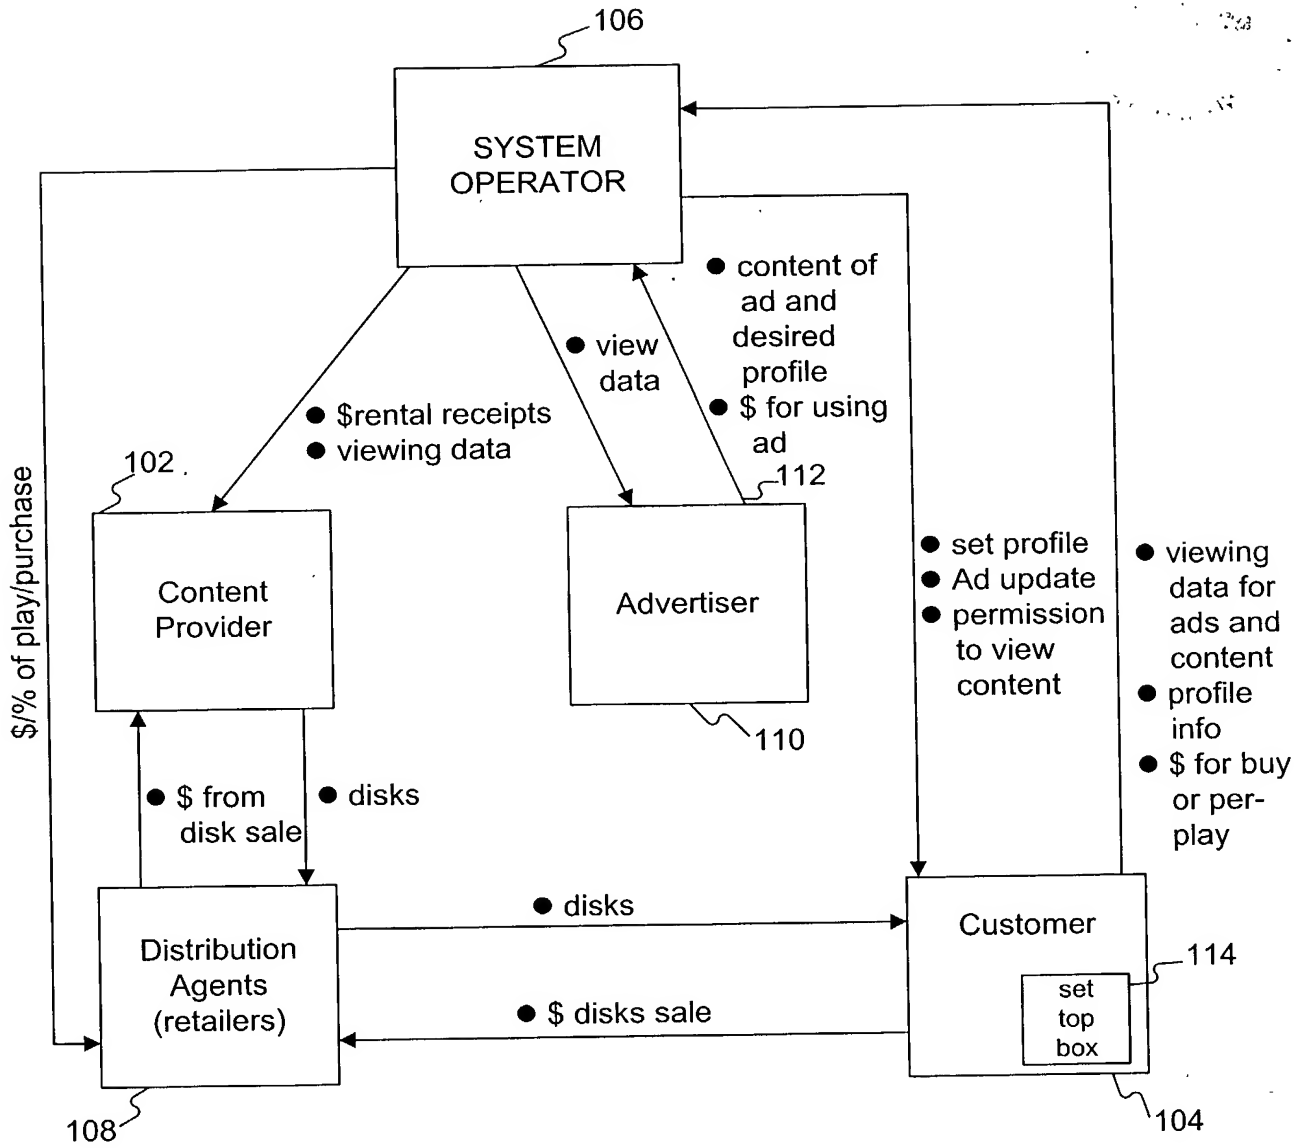 106
SYSTEM
OPERATOR
● content of
ad and
desired
profile
● $ for using
ad
● view
data
● $rental receipts
● viewing data
102
112
$/% of play/purchase
Content
Provider
Advertiser
● set profile
● Ad update
● permission
to view
content
● viewing
data for
ads and
content
● profile
info
● $ for buy
or per-
play
110
● $ from
disk sale
● disks
● disks
Distribution
Agents
(retailers)
● $ disks sale
Customer
114
set
top
box
108
104